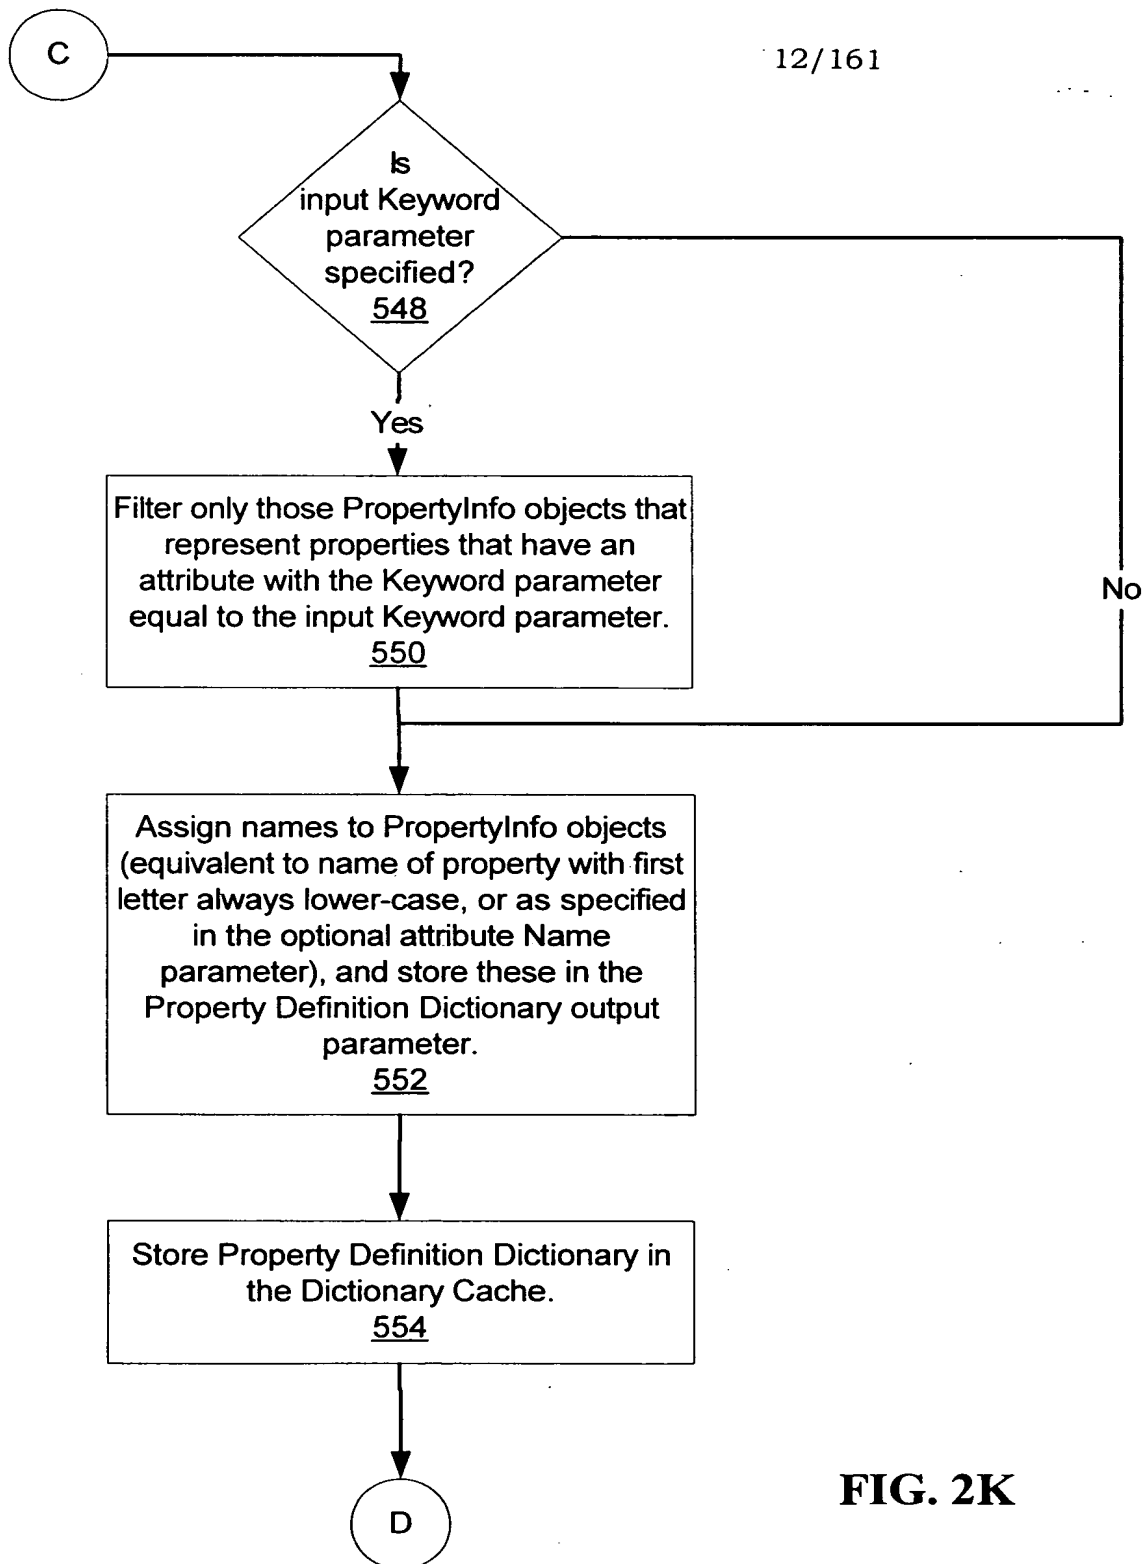 C
12/161
Is
input Keyword
parameter
specified?
548
Yes
Filter only those PropertyInfo objects that
represent properties that have an
attribute with the Keyword parameter
equal to the input Keyword parameter.
550
No
Assign names to PropertyInfo objects
(equivalent to name of property with first
letter always lower-case, or as specified
in the optional attribute Name
parameter), and store these in the
Property Definition Dictionary output
parameter.
552
Store Property Definition Dictionary in
the Dictionary Cache.
554
D
FIG. 2K